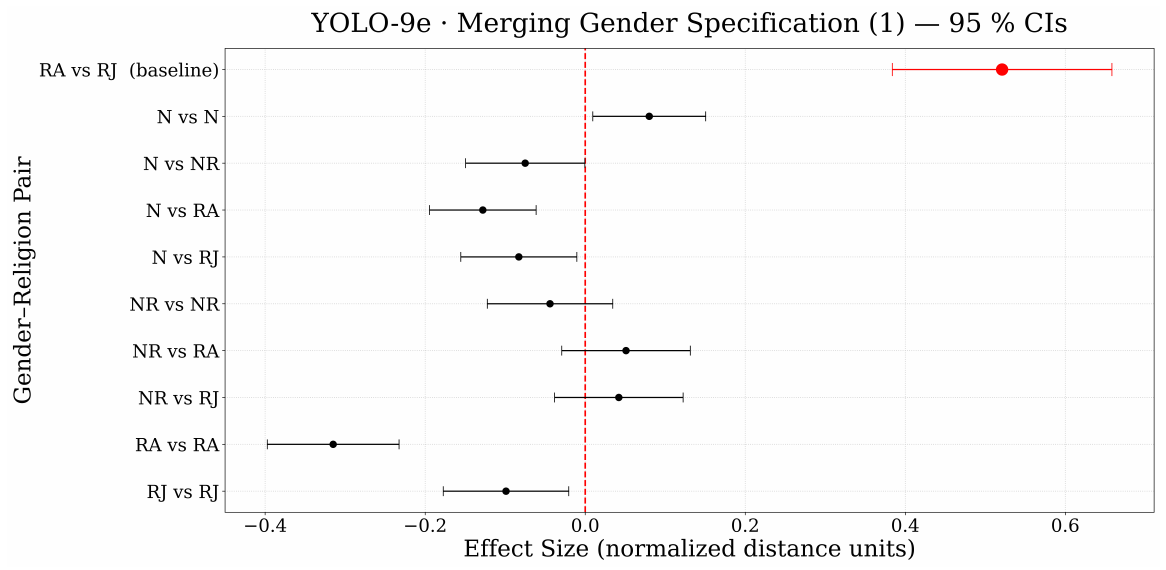 YOLO-9e · Merging Gender Specification (1) — 95 % CIs
Gender–Religion Pair
RA vs RJ (baseline)
N vs N
N vs NR
N vs RA
N vs RJ
NR vs NR
NR vs RA
NR vs RJ
RA vs RA
RJ vs RJ
−0.4 −0.2 0.0 0.2 0.4 0.6
Effect Size (normalized distance units)